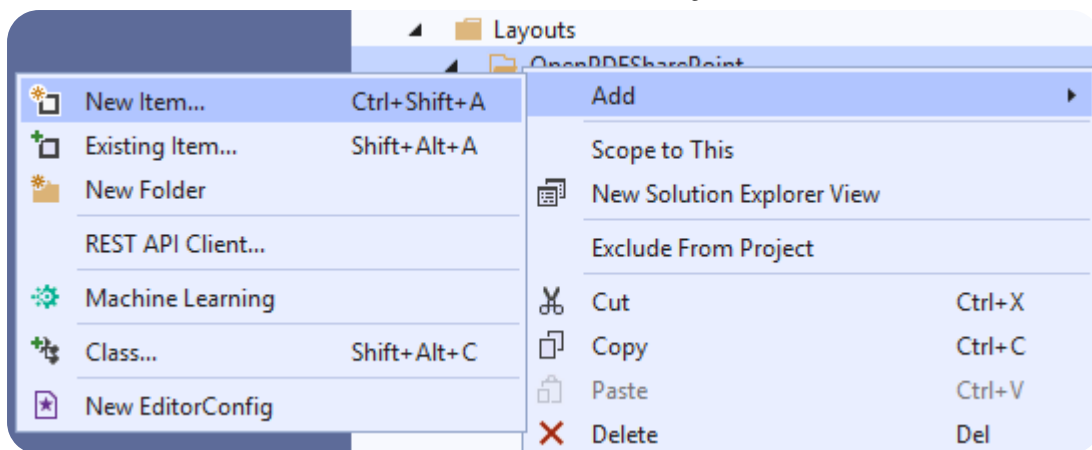 Layouts
OpenPDFSharePoint
New Item... Ctrl+Shift+A
Existing Item... Shift+Alt+A
New Folder
REST API Client...
Machine Learning
Class... Shift+Alt+C
New EditorConfig
Add
Scope to This
New Solution Explorer View
Exclude From Project
Cut Ctrl+X
Copy Ctrl+C
Paste Ctrl+V
Delete Del